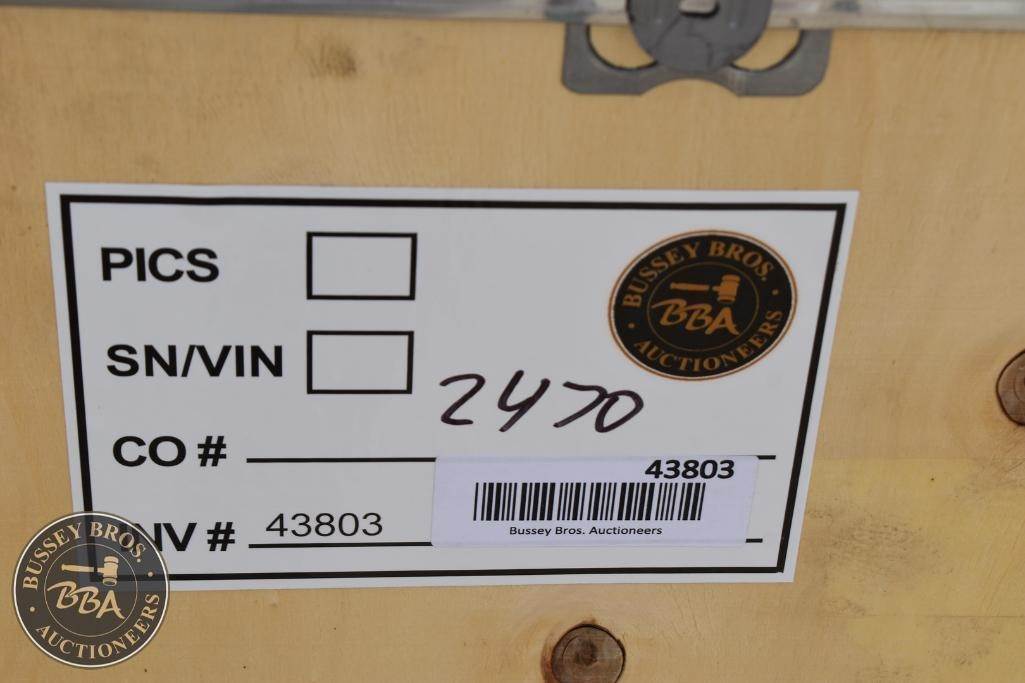 PICS
BUSSEY BROS.
BBA
AUCTIONEERS
SN/VIN
2470
CO #
43803
INV # 43803
Bussey Bros. Auctioneers
BUSSEY BROS.
BBA
AUCTIONEERS